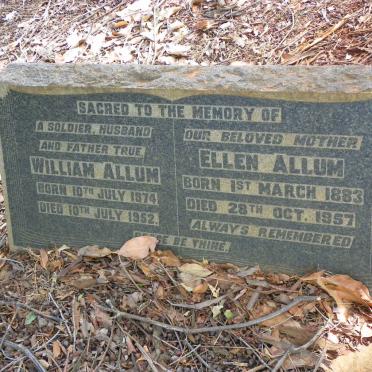 SACRED TO THE MEMORY OF
A SOLDIER, HUSBAND
AND FATHER TRUE
WILLIAM ALLUM
BORN 10TH JULY 1874
DIED 10TH JULY 1952
BE THINE.
OUR BELOVED MOTHER
ELLEN ALLUM
BORN 1ST MARCH 1883
DIED 28TH OCT. 1957
ALWAYS REMEMBERED